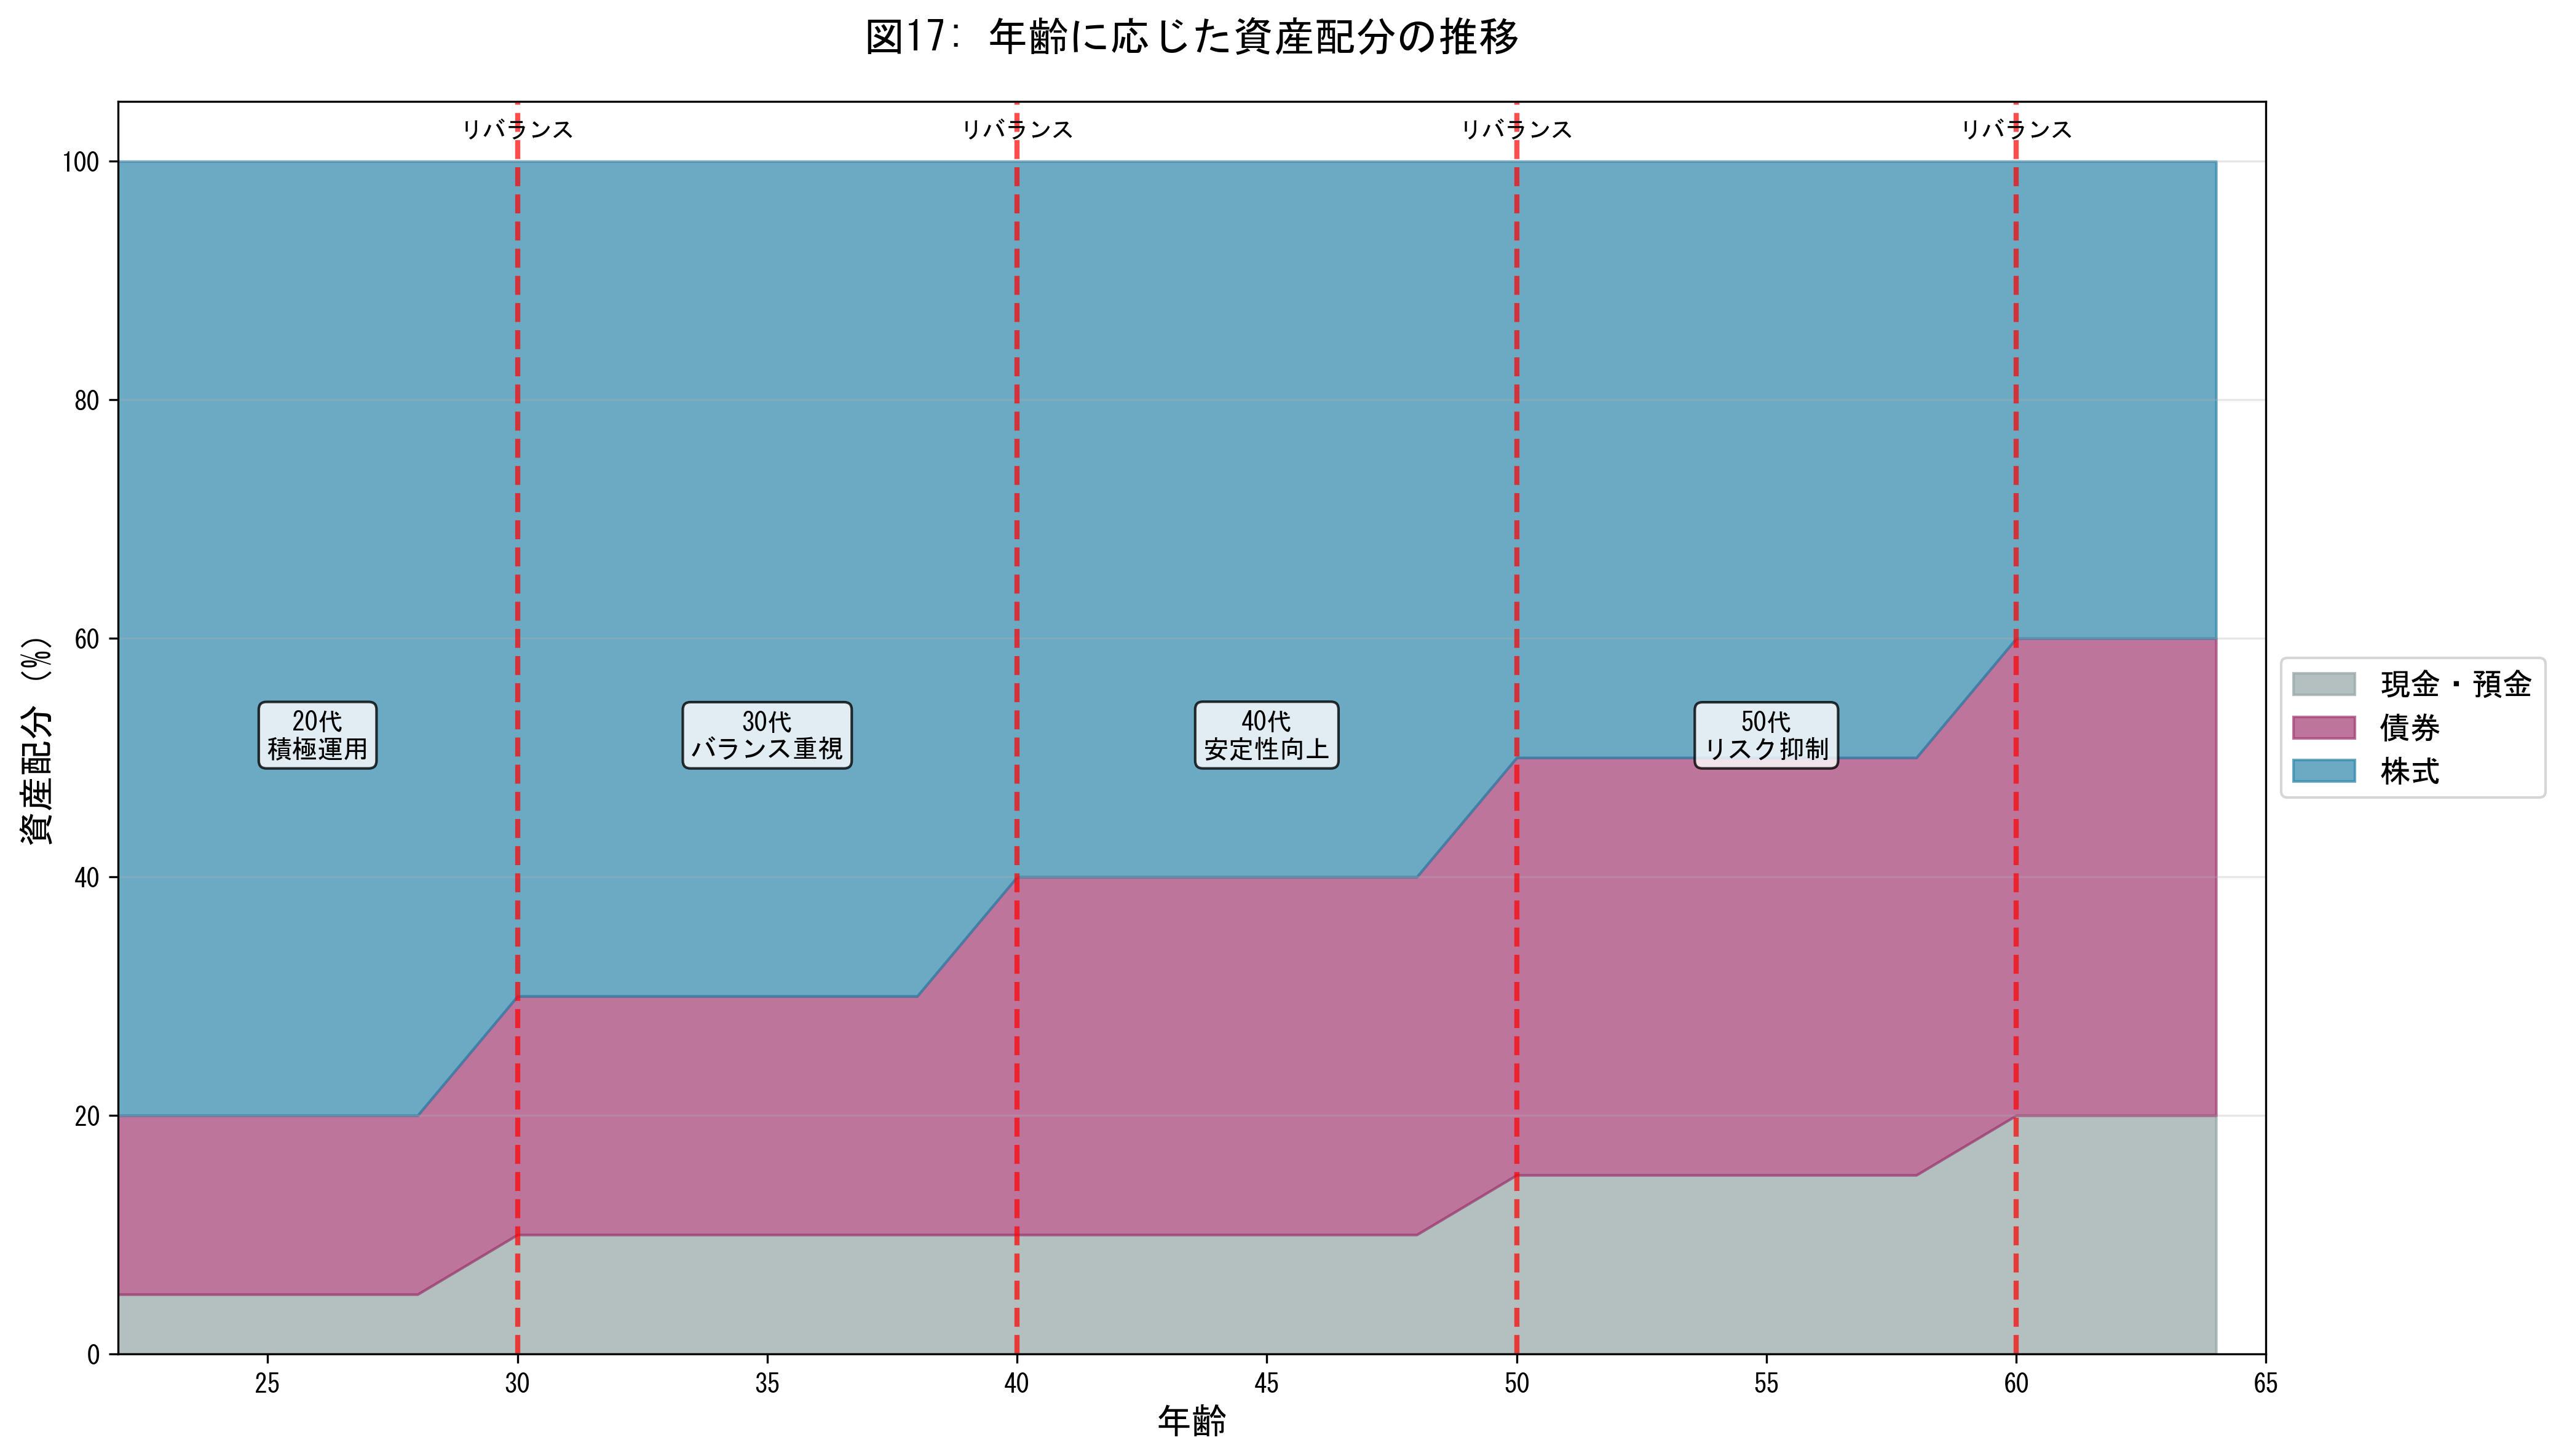 図17: 年齢に応じた資産配分の推移
リバランス
リバランス
リバランス
リバランス
100
80
60
40
20
0
資産配分 (%)
20代
積極運用
30代
バランス重視
40代
安定性向上
50代
リスク抑制
現金・預金
債券
株式
25
30
35
40
45
50
55
60
65
年齢